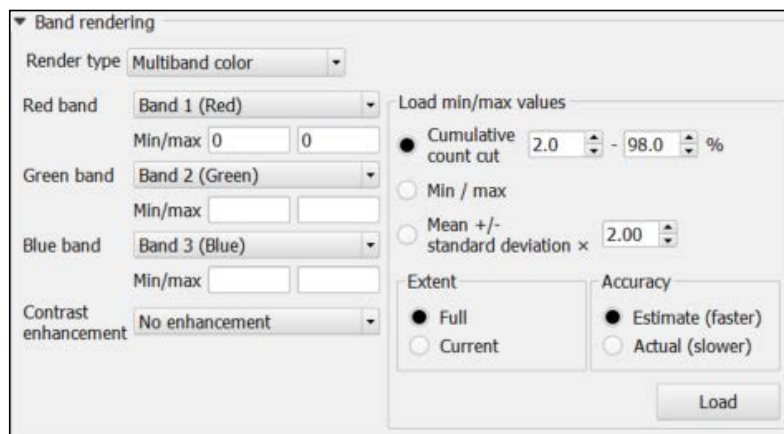 Band rendering
Render type Multiband color
Red band Band 1 (Red)
Min/max 0 0
Green band Band 2 (Green)
Min/max
Blue band Band 3 (Blue)
Min/max
Contrast
enhancement No enhancement
Load min/max values
Cumulative
count cut 2.0 - 98.0 %
Min / max
Mean +/-
standard deviation × 2.00
Extent
Full
Current
Accuracy
Estimate (faster)
Actual (slower)
Load